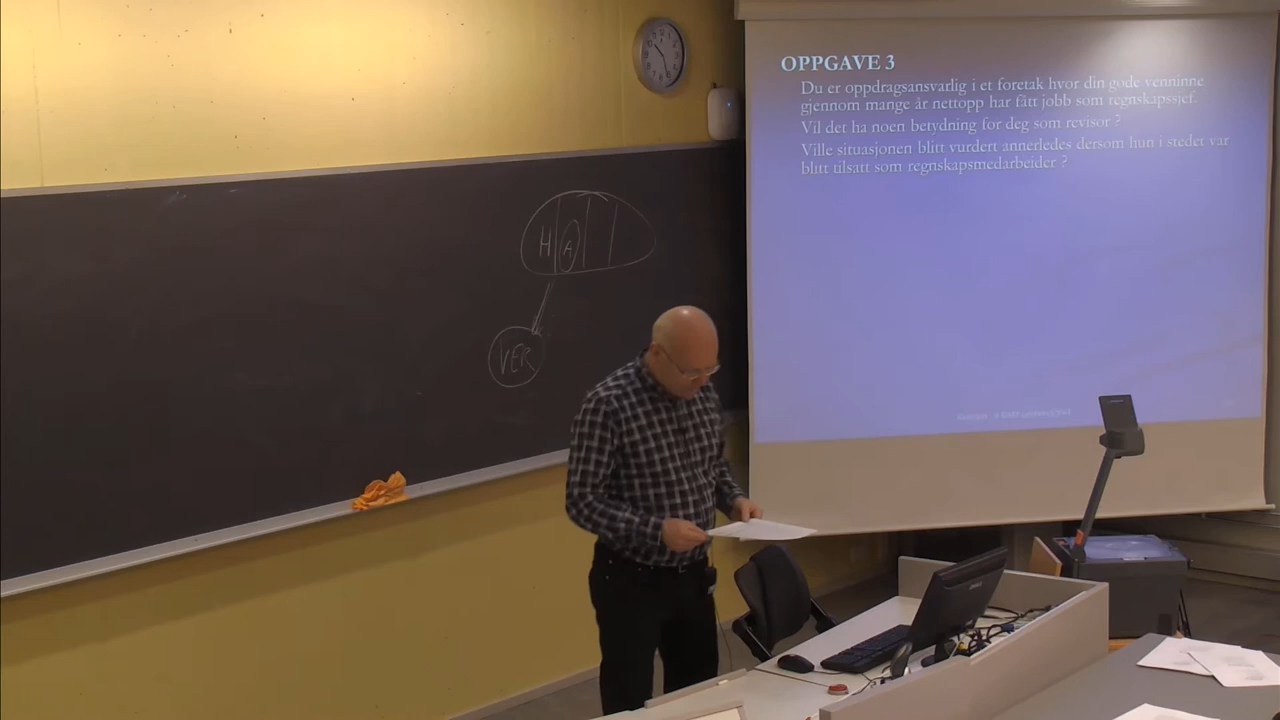 H A
VER
OPPGAVE 3
Du er oppdragsansvarlig i et foretak hvor din gode venninne
gjennom mange år nettopp har fått jobb som regnskapssjef.
Vil det ha noen betydning for deg som revisor ?
Ville situasjonen blitt vurdert annerledes dersom hun i stedet var
blitt tilsatt som regnskapsmedarbeider ?